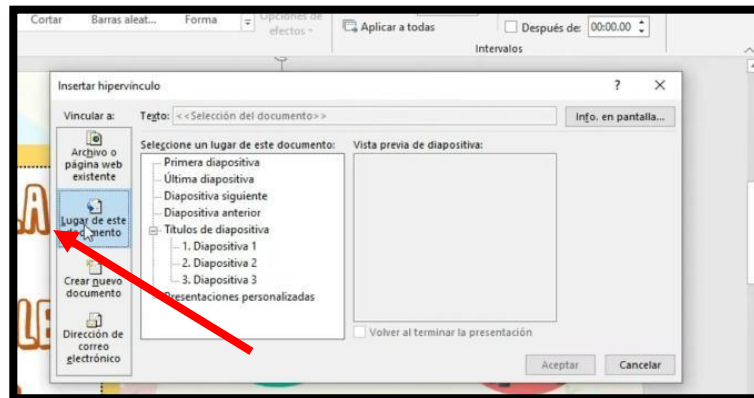 Cortar Barras aleat... Forma Opciones de
efectos
Aplicar a todas
Después de: 00:00.00
Intervalos
Insertar hipervínculo ? ×
Vincular a:
Texto: <<Selección del documento>>
Info. en pantalla...
Archivo o
página web
existente
Lugar de este
documento
Crear nuevo
documento
Dirección de
correo
electrónico
Seleccione un lugar de este documento:
Primera diapositiva
Última diapositiva
Diapositiva siguiente
Diapositiva anterior
Títulos de diapositiva
1. Diapositiva 1
2. Diapositiva 2
3. Diapositiva 3
Presentaciones personalizadas
Vista previa de diapositiva:
Volver al terminar la presentación
Aceptar Cancelar
LA
LE